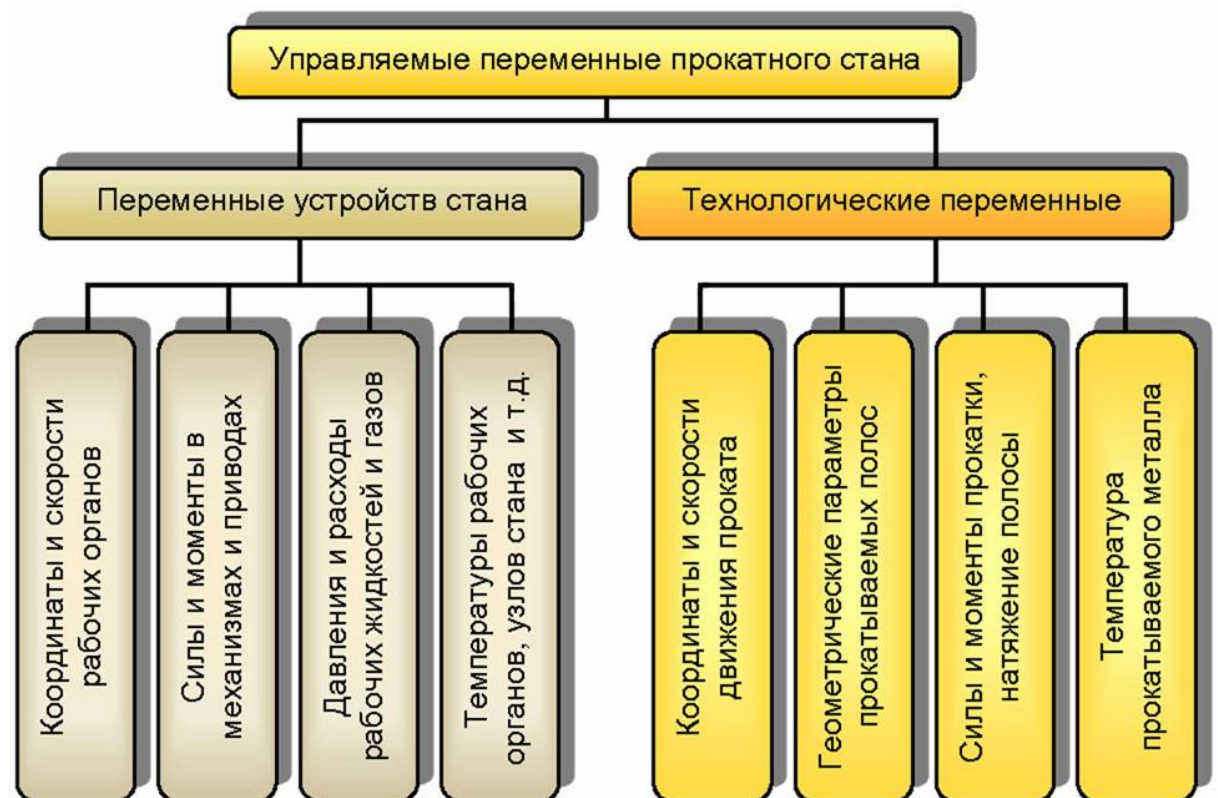 Управляемые переменные прокатного стана
Переменные устройств стана
Технологические переменные
Координаты и скорости
рабочих органов
Силы и моменты в
механизмах и приводах
Давления и расходы
рабочих жидкостей и газов
Температуры рабочих
органов, узлов стана и т.д.
Координаты и скорости
движения проката
Геометрические параметры
прокатываемых полос
Силы и моменты прокатки,
натяжение полосы
Температура
прокатываемого металла